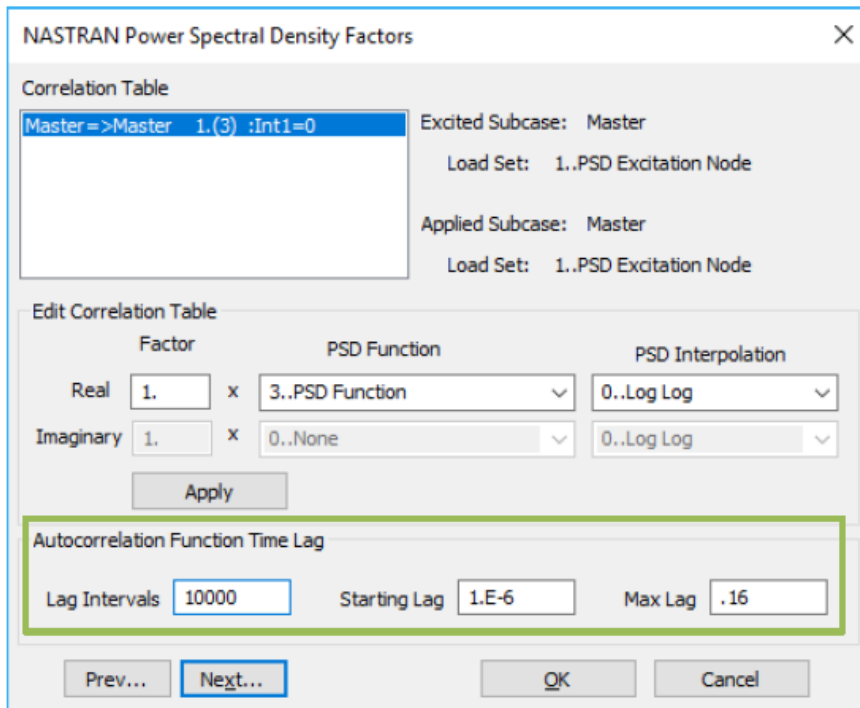 NASTRAN Power Spectral Density Factors
Correlation Table
Master=>Master 1.(3) :Int1=0
Excited Subcase: Master
Load Set: 1..PSD Excitation Node
Applied Subcase: Master
Load Set: 1..PSD Excitation Node
Edit Correlation Table
Factor PSD Function PSD Interpolation
Real 1. x 3..PSD Function 0..Log Log
Imaginary 1. x 0..None 0..Log Log
Apply
Autocorrelation Function Time Lag
Lag Intervals 10000 Starting Lag 1.E-6 Max Lag .16
Prev... Next... OK Cancel